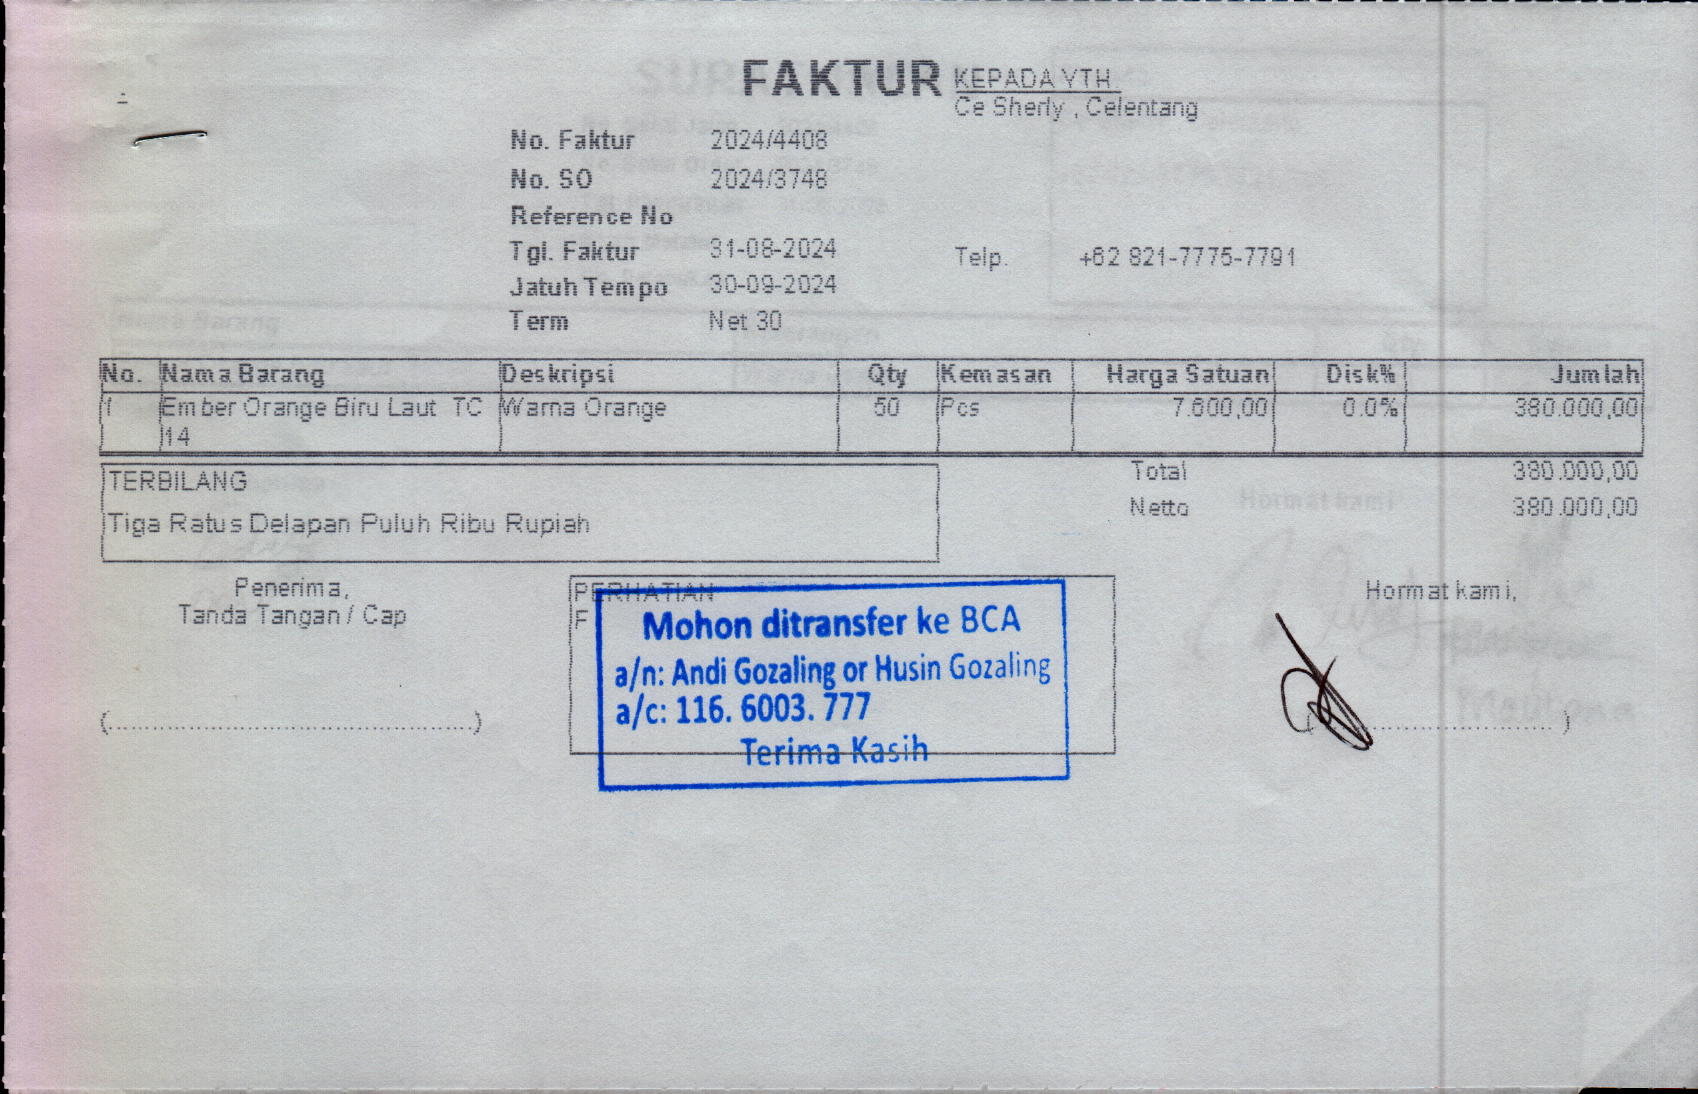 FAKTUR
KEPADA YTH.
Ce Sherly , Celentang
No. Faktur 2024/4408
No. SO 2024/3748
Reference No
Tgl. Faktur 31-08-2024
Telp. +62 821-7775-7791
Jatuh Tempo 30-09-2024
Term Net 30
No. Nama Barang Deskripsi Qty Kemasan Harga Satuan Disk% Jumlah
1 Ember Orange Biru Laut TC Warna Orange 50 Pcs 7.600,00 0.0% 380.000,00
14
Total 380.000,00
TERBILANG
Netto 380.000,00
Tiga Ratus Delapan Puluh Ribu Rupiah
Penerima,
Tanda Tangan / Cap
(....................................................)
PERHATIAN
F
Mohon ditransfer ke BCA
a/n: Andi Gozaling or Husin Gozaling
a/c: 116. 6003. 777
Terima Kasih
Hormat kami,
(....................................)